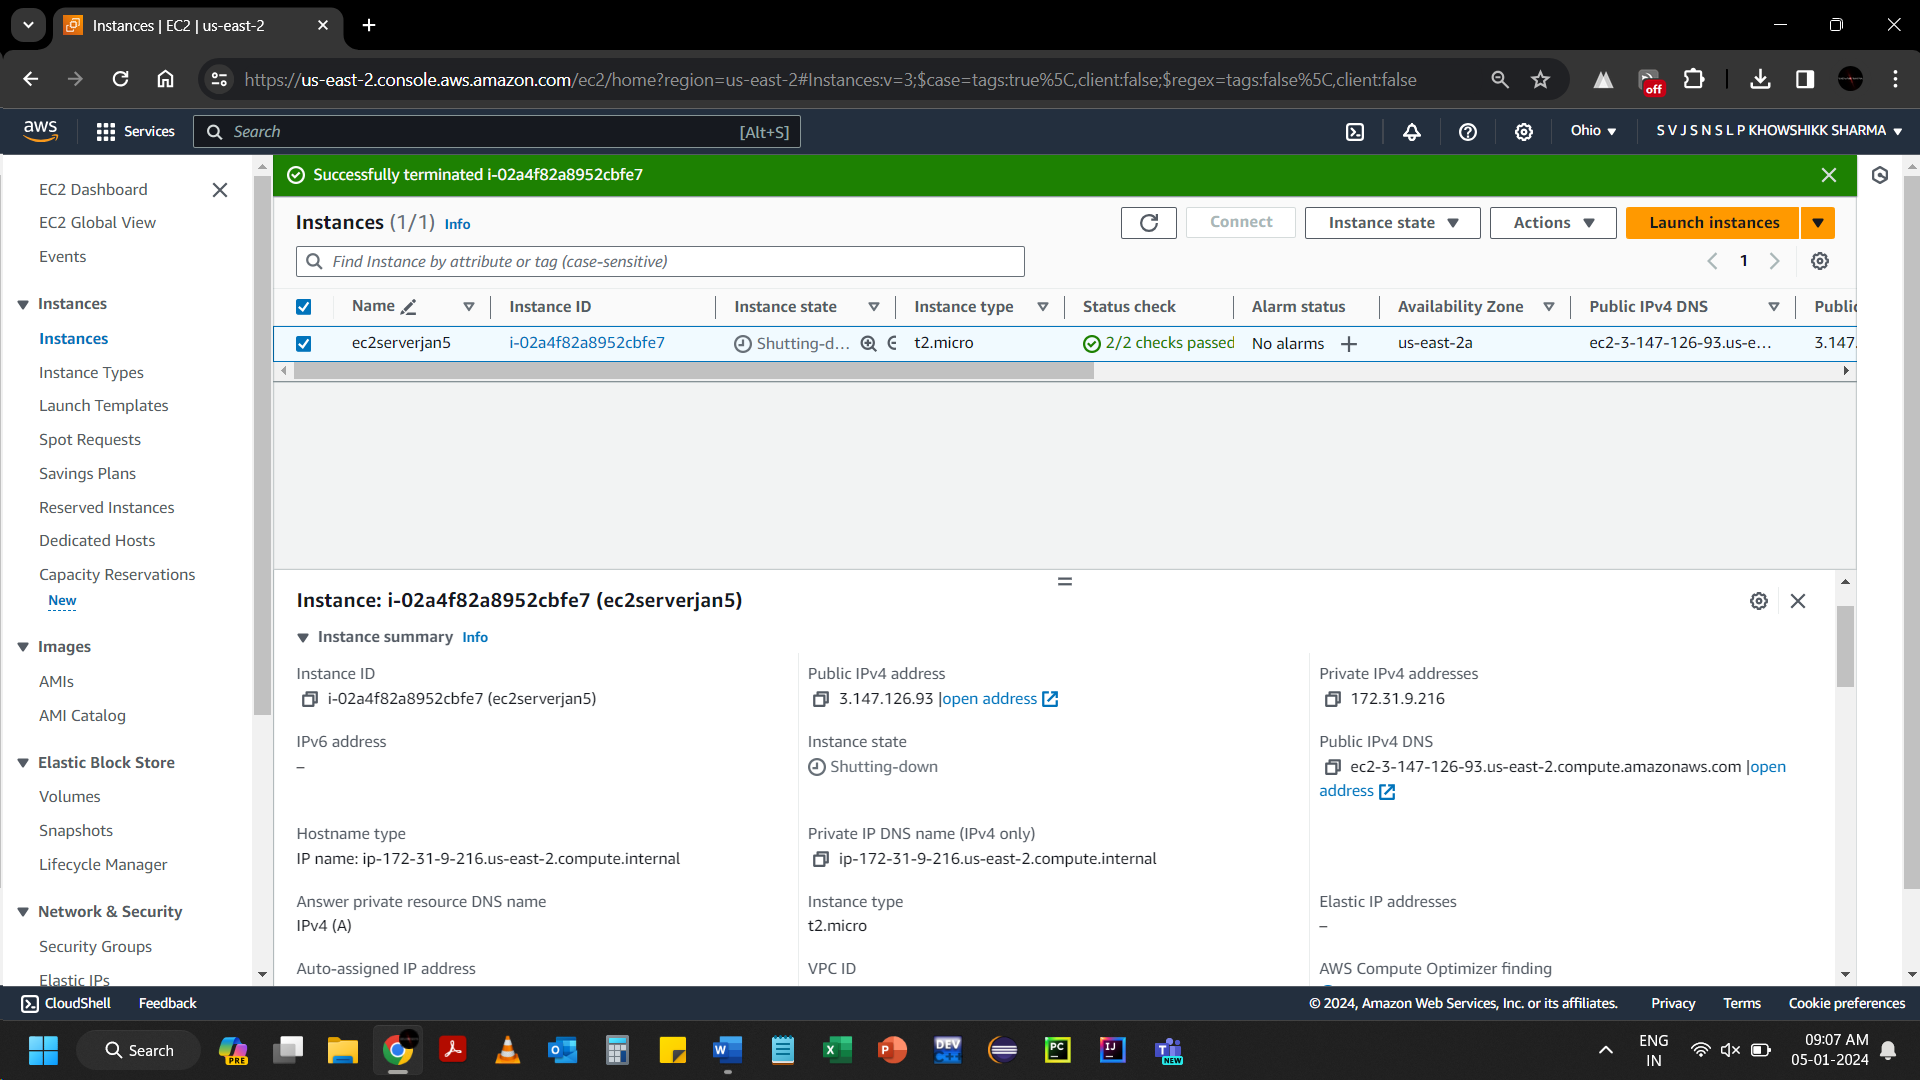 Instances | EC2 | us-east-2
https://us-east-2.console.aws.amazon.com/ec2/home?region=us-east-2#Instances:v=3;$case=tags:true%5C,client:false;$regex=tags:false%5C,client:false
off
aws
Services
Search
[Alt+S]
Ohio
S V J S N S L P KHOWSHIKK SHARMA
EC2 Dashboard
EC2 Global View
Events
Instances
Instances
Instance Types
Launch Templates
Spot Requests
Savings Plans
Reserved Instances
Dedicated Hosts
Capacity Reservations
New
Images
AMIs
AMI Catalog
Elastic Block Store
Volumes
Snapshots
Lifecycle Manager
Network & Security
Security Groups
Elastic IPs
Successfully terminated i-02a4f82a8952cbfe7
Instances (1/1) Info
Connect
Instance state
Actions
Launch instances
Find Instance by attribute or tag (case-sensitive)
1
Name Instance ID Instance state Instance type Status check Alarm status Availability Zone Public IPv4 DNS Public
ec2serverjan5 i-02a4f82a8952cbfe7 Shutting-d... t2.micro 2/2 checks passed No alarms us-east-2a ec2-3-147-126-93.us-e... 3.147.
Instance: i-02a4f82a8952cbfe7 (ec2serverjan5)
Instance summary Info
Instance ID
i-02a4f82a8952cbfe7 (ec2serverjan5)
Public IPv4 address
3.147.126.93 |open address
Private IPv4 addresses
172.31.9.216
IPv6 address
–
Instance state
Shutting-down
Public IPv4 DNS
ec2-3-147-126-93.us-east-2.compute.amazonaws.com |open
address
Hostname type
IP name: ip-172-31-9-216.us-east-2.compute.internal
Private IP DNS name (IPv4 only)
ip-172-31-9-216.us-east-2.compute.internal
Answer private resource DNS name
IPv4 (A)
Instance type
t2.micro
Elastic IP addresses
–
Auto-assigned IP address
VPC ID
AWS Compute Optimizer finding
CloudShell
Feedback
© 2024, Amazon Web Services, Inc. or its affiliates.
Privacy
Terms
Cookie preferences
Search
PRE
DEV
C++
PC
IJ
NEW
ENG
IN
09:07 AM
05-01-2024